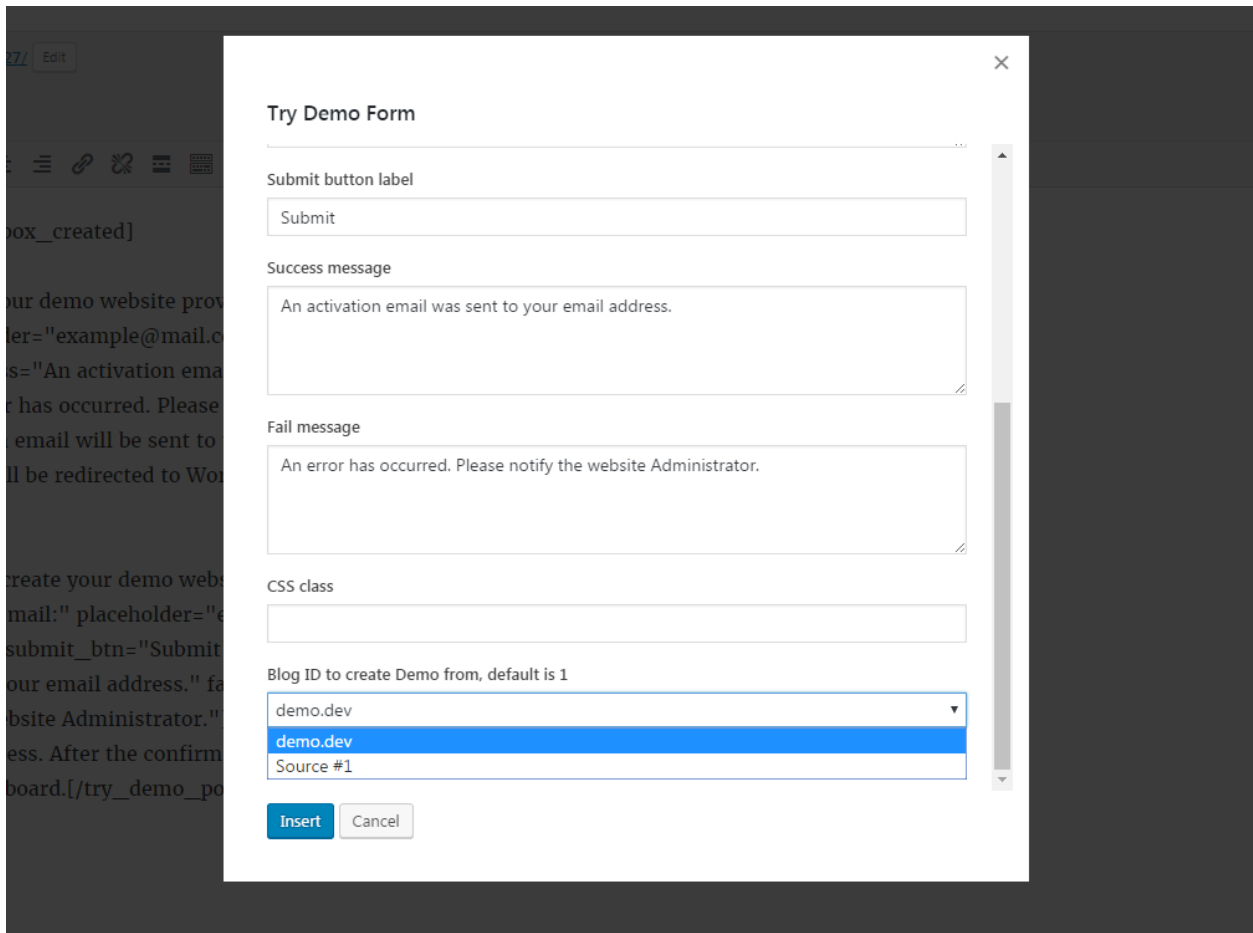 27/ Edit
Try Demo Form
Submit button label
Submit
Success message
An activation email was sent to your email address.
Fail message
An error has occurred. Please notify the website Administrator.
CSS class
Blog ID to create Demo from, default is 1
demo.dev
demo.dev
Source #1
Insert Cancel
box_created]
our demo website prov
der="example@mail.c
ss="An activation ema
r has occurred. Please
email will be sent to
ll be redirected to Wor
create your demo webs
mail:" placeholder="e
submit_btn="Submit
our email address." fa
bsite Administrator."]
ess. After the confirm
board.[/try_demo_po